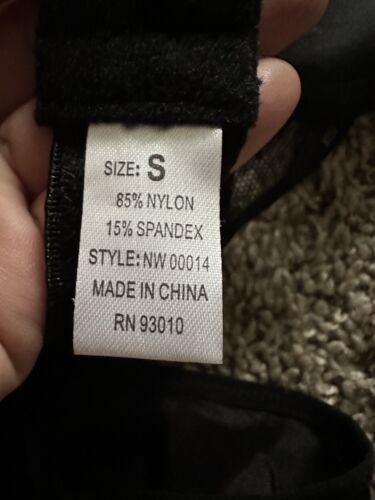 SIZE: S
85% NYLON
15% SPANDEX
STYLE: NW 00014
MADE IN CHINA
RN 93010